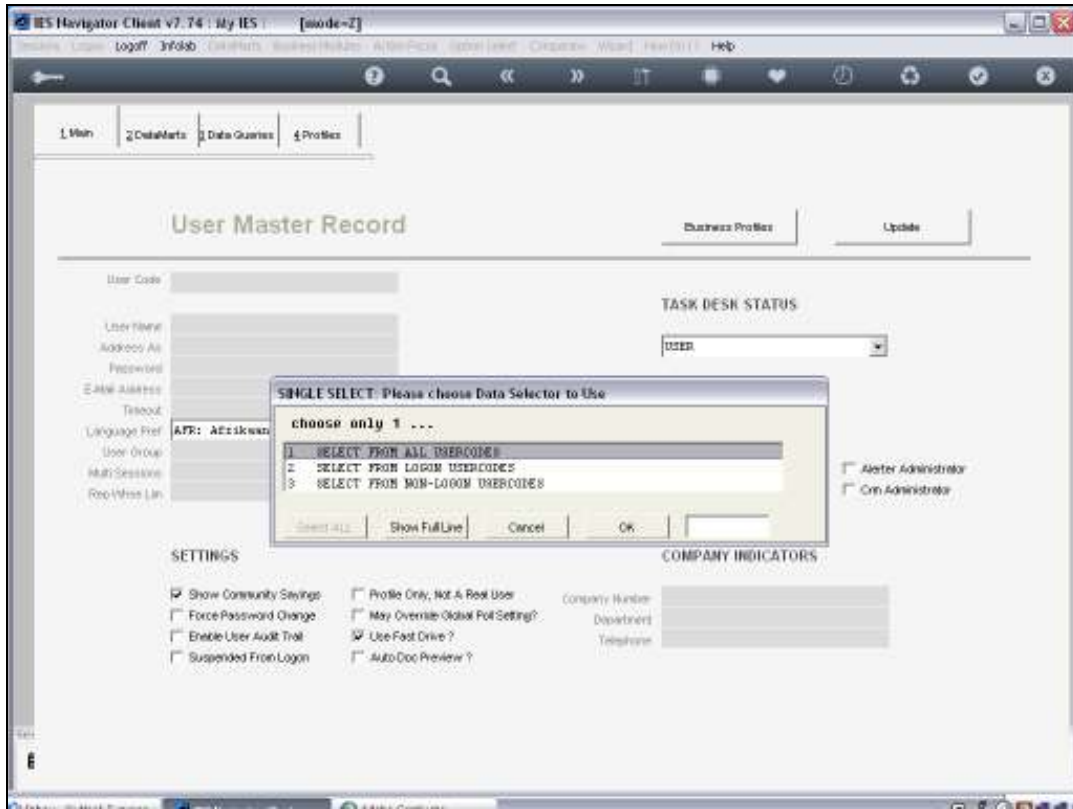 IES Navigator Client v7.74 : My IES : [mode=Z]
Logoff Infolab Help
1 Main 2 DataMarts 3 Data Queries 4 Profiles
User Master Record
Business Profiles
Update
User Code
TASK DESK STATUS
User Name
USER
Address As
Password
E-Mail Address
Timeout
Language Pref AFR: Afrikaan
User Group
Multi Sessions
SINGLE SELECT: Please choose Data Selector to Use
choose only 1 ...
1 SELECT FROM ALL USERCODES
2 SELECT FROM LOGON USERCODES
3 SELECT FROM NON-LOGON USERCODES
Select ALL Show Full Line Cancel OK
Alerter Administrator
Crm Administrator
SETTINGS
COMPANY INDICATORS
Show Community Sayings
Profile Only, Not A Real User
Company Number
Force Password Change
May Override Global Poll Setting?
Department
Enable User Audit Trail
Use Fast Drive ?
Telephone
Suspended From Logon
Auto Doc Preview ?